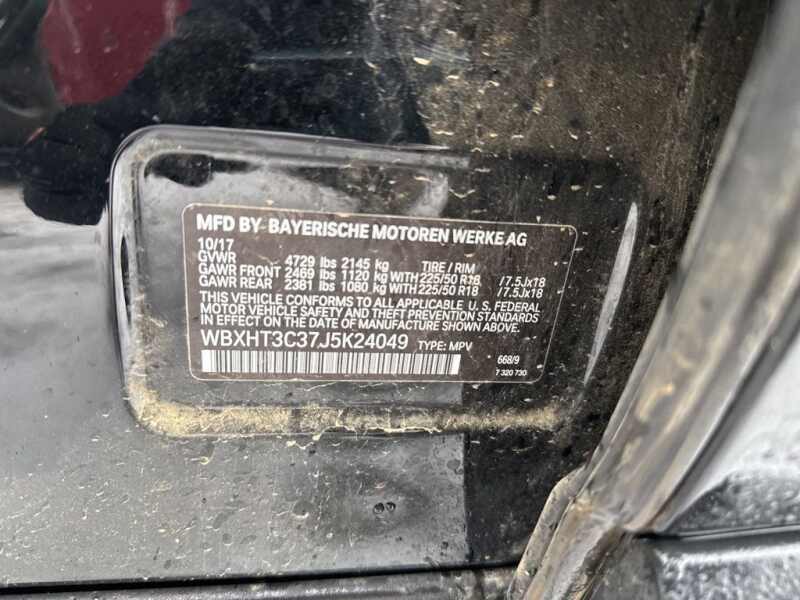 MFD BY BAYERISCHE MOTOREN WERKE AG
10/17
GVWR 4729 lbs 2145 kg TIRE / RIM
GAWR FRONT 2469 lbs 1120 kg WITH 225/50 R18 / 7.5Jx18
GAWR REAR 2381 lbs 1080 kg WITH 225/50 R18 / 7.5Jx18
THIS VEHICLE CONFORMS TO ALL APPLICABLE U. S. FEDERAL
MOTOR VEHICLE SAFETY AND THEFT PREVENTION STANDARDS
IN EFFECT ON THE DATE OF MANUFACTURE SHOWN ABOVE.
WBXHT3C37J5K24049 TYPE: MPV
668/9
7 320 730